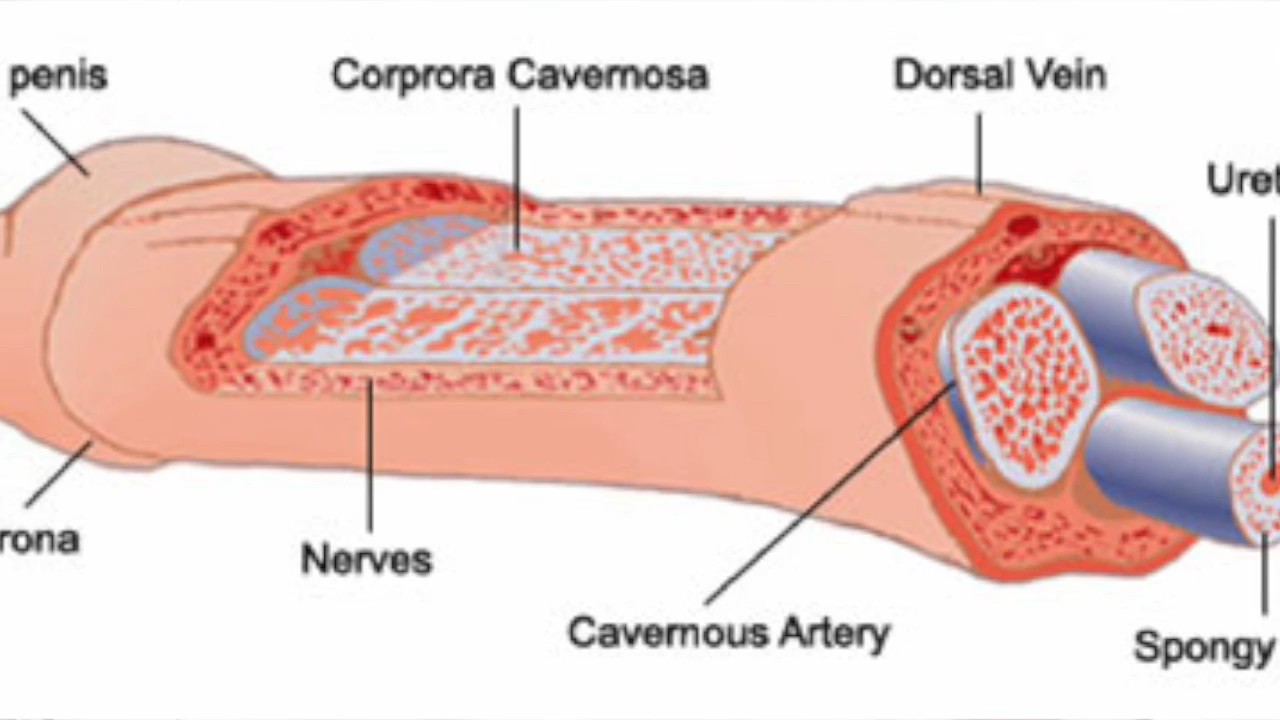 penis
Corprora Cavernosa
Dorsal Vein
Uret
rona
Nerves
Cavernous Artery
Spongy